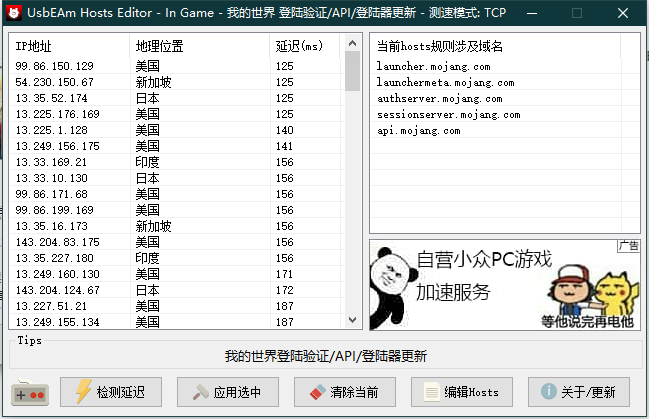 UsbEAm Hosts Editor - In Game - 我的世界 登陆验证/API/登陆器更新 - 测速模式: TCP
IP地址 地理位置 延迟(ms)
99.86.150.129 美国 125
54.230.150.67 新加坡 125
13.35.52.174 日本 125
13.225.176.169 美国 125
13.225.1.128 美国 140
13.249.156.175 美国 141
13.33.169.21 印度 156
13.33.10.130 日本 156
99.86.171.68 美国 156
99.86.199.169 美国 156
13.35.16.173 新加坡 156
143.204.83.175 美国 156
13.35.227.180 印度 156
13.249.160.130 美国 171
143.204.124.67 日本 172
13.227.51.21 美国 187
13.249.155.134 美国 187
当前hosts规则涉及域名
launcher.mojang.com
launchermeta.mojang.com
authserver.mojang.com
sessionserver.mojang.com
api.mojang.com
广告
自营小众PC游戏
加速服务
等他说完再电他
Tips
我的世界登陆验证/API/登陆器更新
检测延迟 应用选中 清除当前 编辑Hosts 关于/更新